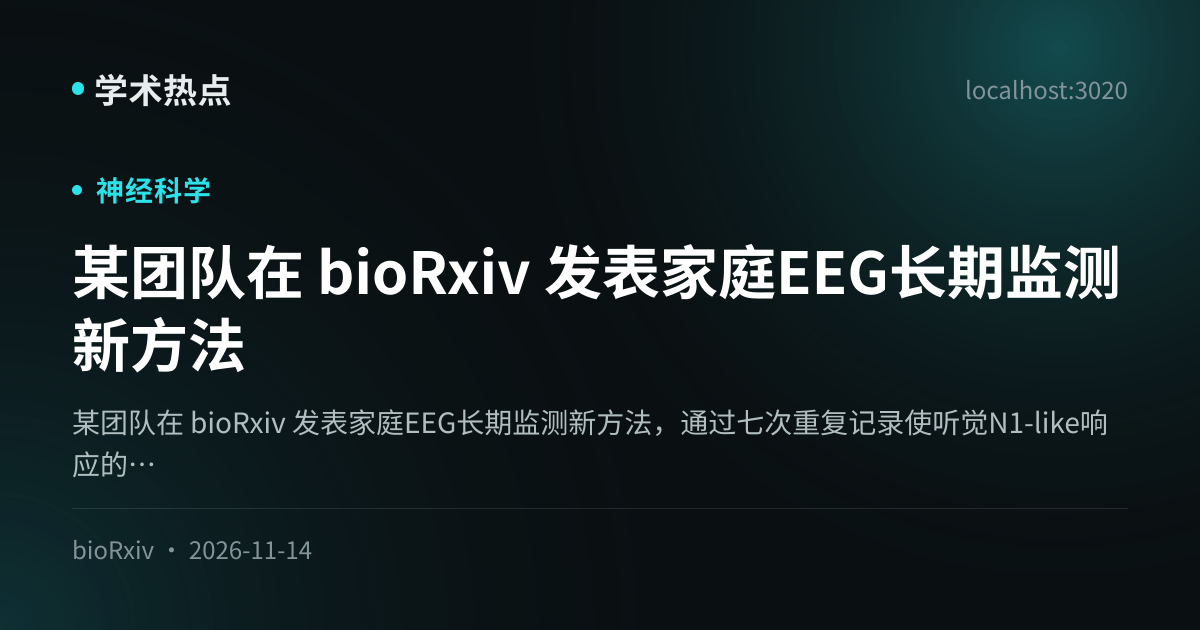 学术热点
localhost:3020
神经科学
某团队在 bioRxiv 发表家庭EEG长期监测
新方法
某团队在 bioRxiv 发表家庭EEG长期监测新方法，通过七次重复记录使听觉N1-like响
应的…
bioRxiv · 2026-11-14